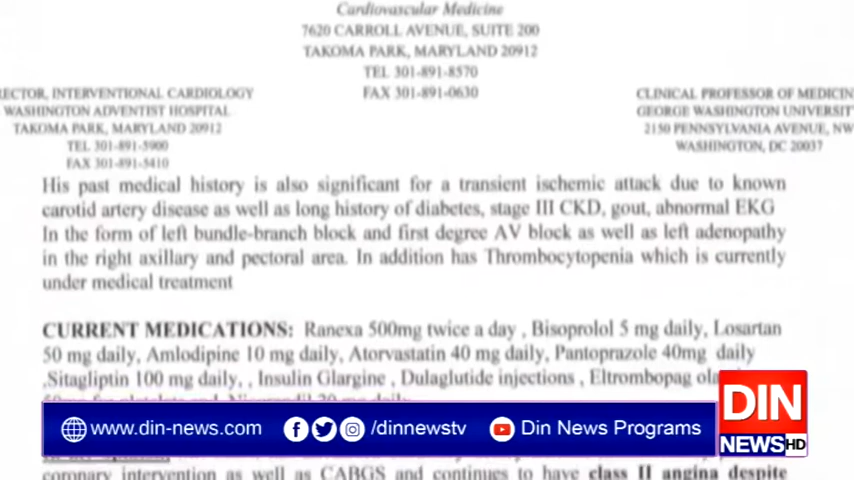 Cardiovascular Medicine
7620 CARROLL AVENUE, SUITE 200
TAKOMA PARK, MARYLAND 20912
TEL 301-891-8570
FAX 301-891-0630
RECTOR, INTERVENTIONAL CARDIOLOGY
WASHINGTON ADVENTIST HOSPITAL
TAKOMA PARK, MARYLAND 20912
TEL 301-891-5900
FAX 301-891-5410
CLINICAL PROFESSOR OF MEDICIN
GEORGE WASHINGTON UNIVERSIT
2150 PENNSYLVANIA AVENUE, NW
WASHINGTON, DC 20037
His past medical history is also significant for a transient ischemic attack due to known
carotid artery disease as well as long history of diabetes, stage III CKD, gout, abnormal EKG
In the form of left bundle-branch block and first degree AV block as well as left adenopathy
in the right axillary and pectoral area. In addition has Thrombocytopenia which is currently
under medical treatment
CURRENT MEDICATIONS: Ranexa 500mg twice a day , Bisoprolol 5 mg daily, Losartan
50 mg daily, Amlodipine 10 mg daily, Atorvastatin 40 mg daily, Pantoprazole 40mg daily
,Sitagliptin 100 mg daily, , Insulin Glargine , Dulaglutide injections , Eltrombopag
coronary intervention as well as CABGS and continues to have class II angina despite
www.din-news.com /dinnewstv Din News Programs
DIN
NEWS HD